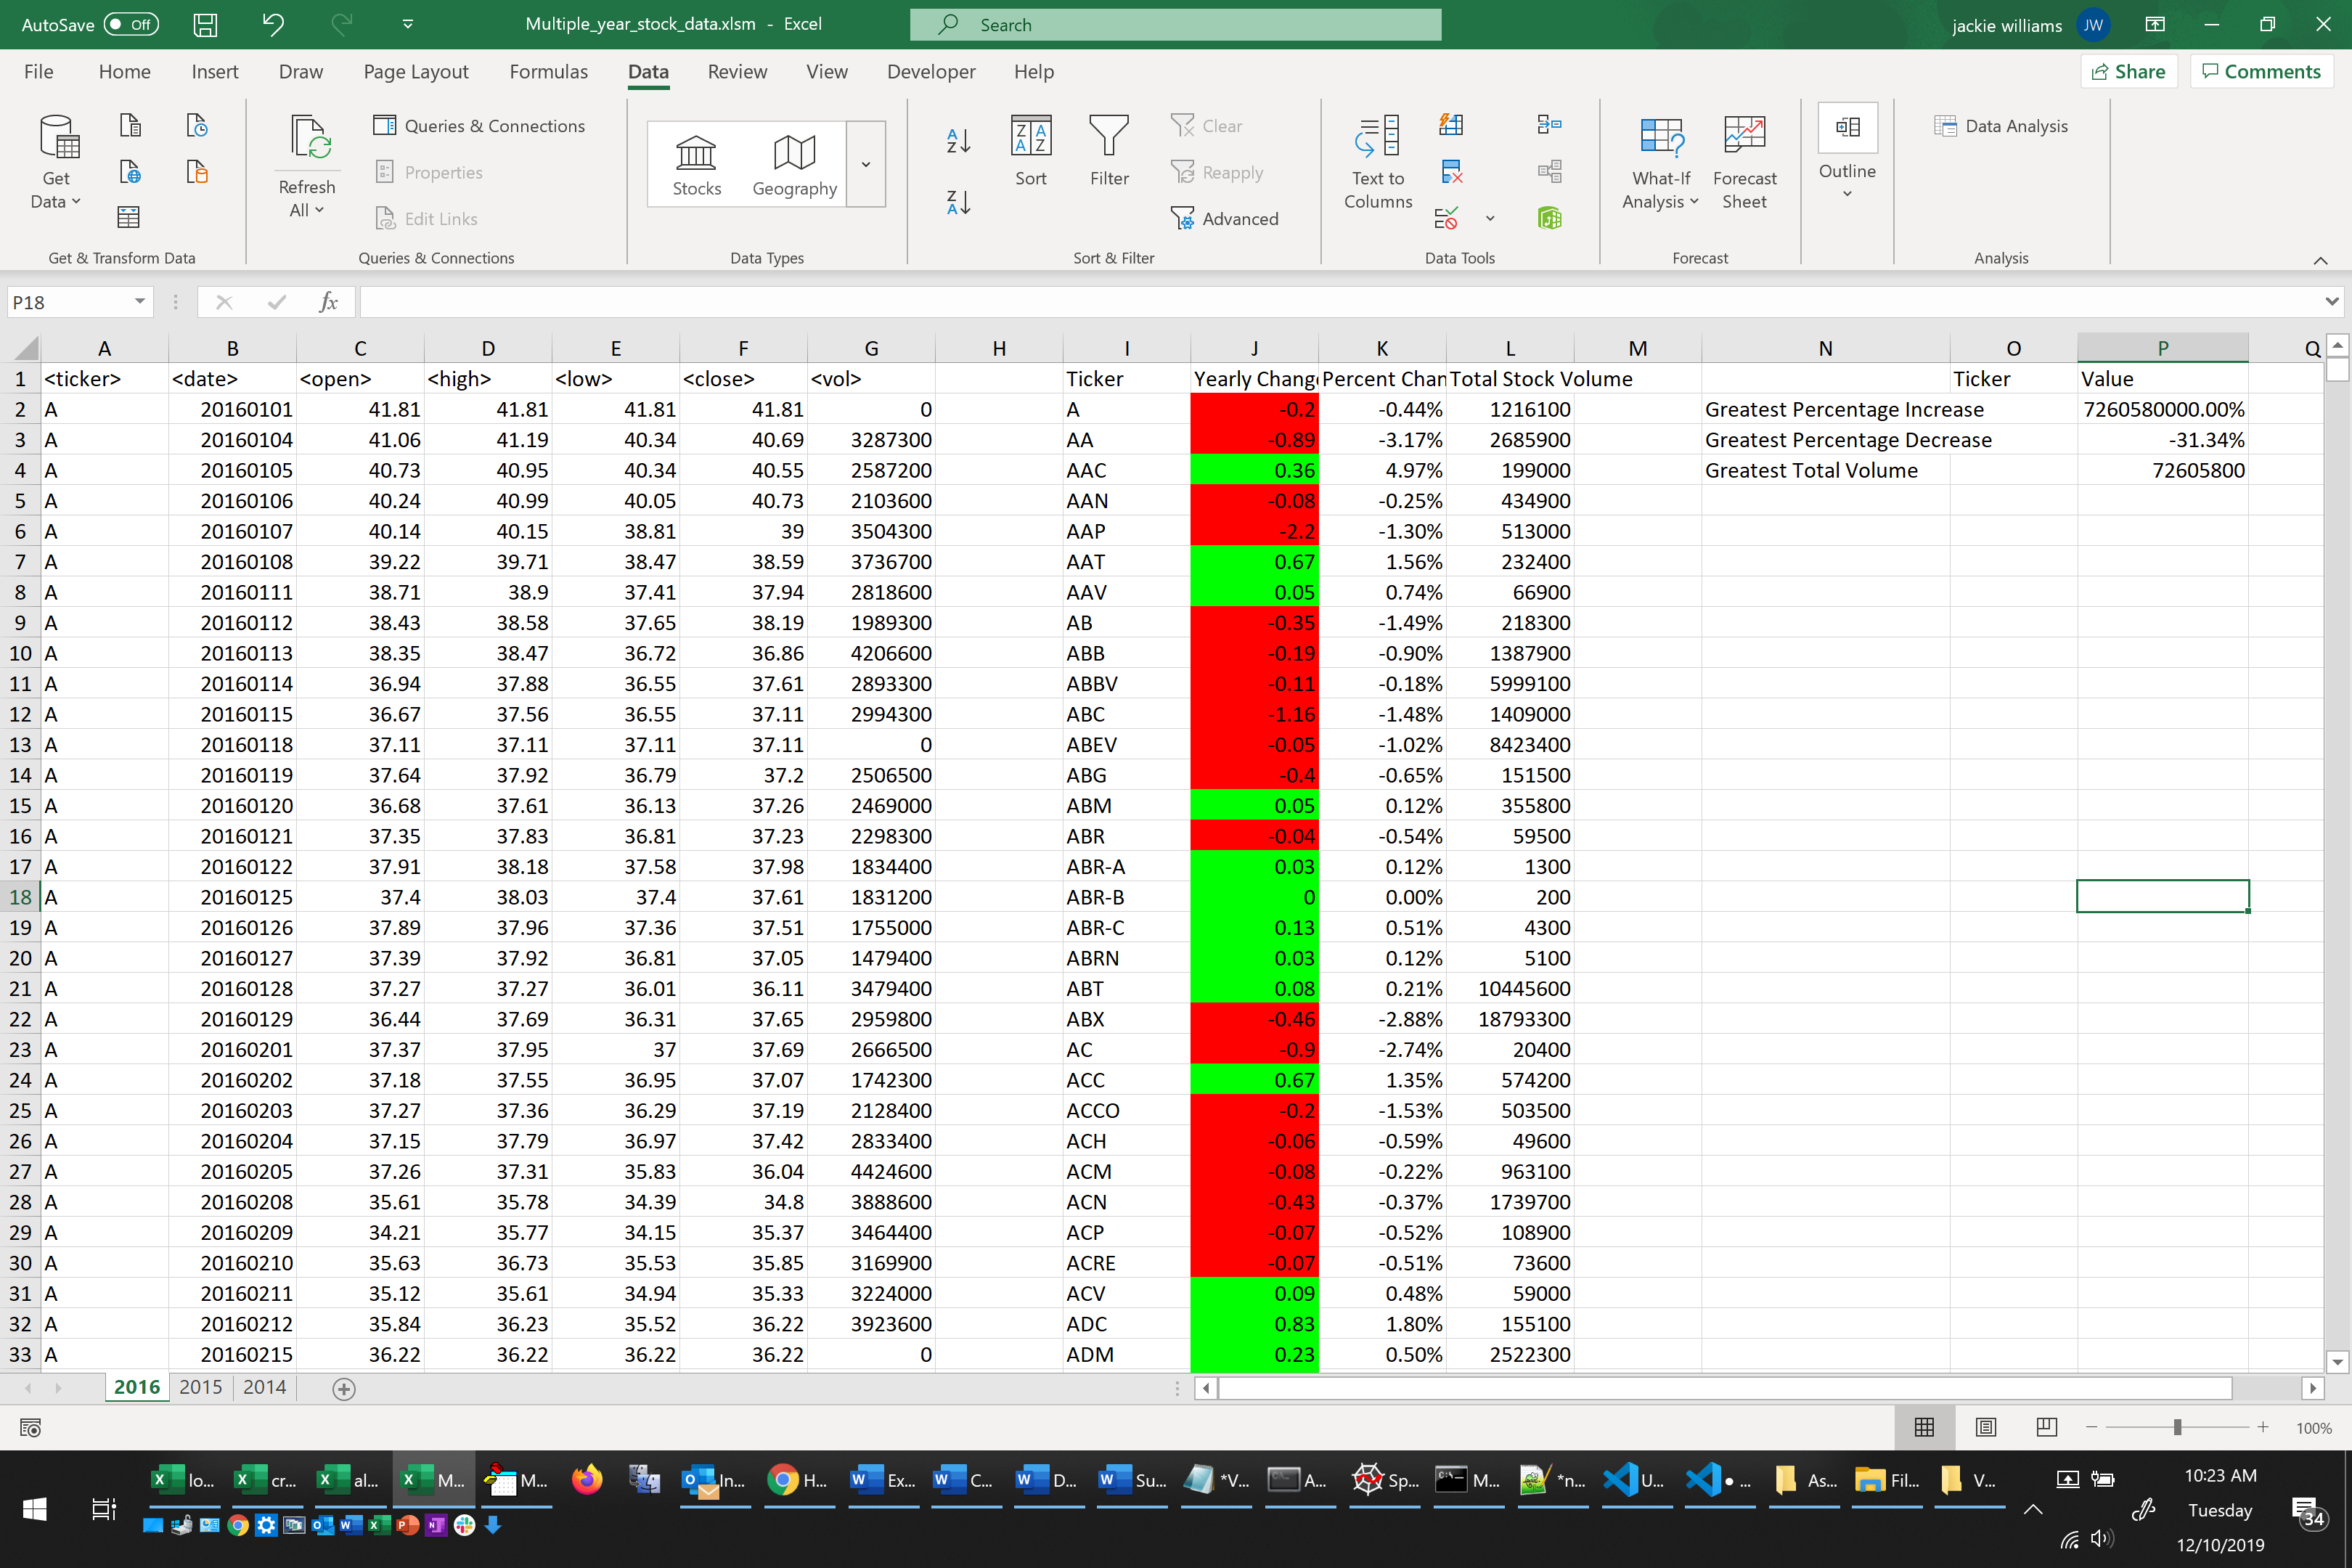 AutoSave Off Multiple_year_stock_data.xlsm - Excel Search jackie williams JW
File Home Insert Draw Page Layout Formulas Data Review View Developer Help Share Comments
Get Data
Refresh All
Queries & Connections
Properties
Edit Links
Stocks Geography
Sort Filter
Clear
Reapply
Advanced
Text to Columns
What-If Analysis
Forecast Sheet
Outline
Data Analysis
Get & Transform Data Queries & Connections Data Types Sort & Filter Data Tools Forecast Analysis
P18 fx
A B C D E F G H I J K L M N O P Q
1 <ticker> <date> <open> <high> <low> <close> <vol> Ticker Yearly Chang Percent Chan Total Stock Volume Ticker Value
2 A 20160101 41.81 41.81 41.81 41.81 0 A -0.2 -0.44% 1216100 Greatest Percentage Increase 7260580000.00%
3 A 20160104 41.06 41.19 40.34 40.69 3287300 AA -0.89 -3.17% 2685900 Greatest Percentage Decrease -31.34%
4 A 20160105 40.73 40.95 40.34 40.55 2587200 AAC 0.36 4.97% 199000 Greatest Total Volume 72605800
5 A 20160106 40.24 40.99 40.05 40.73 2103600 AAN -0.08 -0.25% 434900
6 A 20160107 40.14 40.15 38.81 39 3504300 AAP -2.2 -1.30% 513000
7 A 20160108 39.22 39.71 38.47 38.59 3736700 AAT 0.67 1.56% 232400
8 A 20160111 38.71 38.9 37.41 37.94 2818600 AAV 0.05 0.74% 66900
9 A 20160112 38.43 38.58 37.65 38.19 1989300 AB -0.35 -1.49% 218300
10 A 20160113 38.35 38.47 36.72 36.86 4206600 ABB -0.19 -0.90% 1387900
11 A 20160114 36.94 37.88 36.55 37.61 2893300 ABBV -0.11 -0.18% 5999100
12 A 20160115 36.67 37.56 36.55 37.11 2994300 ABC -1.16 -1.48% 1409000
13 A 20160118 37.11 37.11 37.11 37.11 0 ABEV -0.05 -1.02% 8423400
14 A 20160119 37.64 37.92 36.79 37.2 2506500 ABG -0.4 -0.65% 151500
15 A 20160120 36.68 37.61 36.13 37.26 2469000 ABM 0.05 0.12% 355800
16 A 20160121 37.35 37.83 36.81 37.23 2298300 ABR -0.04 -0.54% 59500
17 A 20160122 37.91 38.18 37.58 37.98 1834400 ABR-A 0.03 0.12% 1300
18 A 20160125 37.4 38.03 37.4 37.61 1831200 ABR-B 0 0.00% 200
19 A 20160126 37.89 37.96 37.36 37.51 1755000 ABR-C 0.13 0.51% 4300
20 A 20160127 37.39 37.92 36.81 37.05 1479400 ABRN 0.03 0.12% 5100
21 A 20160128 37.27 37.27 36.01 36.11 3479400 ABT 0.08 0.21% 10445600
22 A 20160129 36.44 37.69 36.31 37.65 2959800 ABX -0.46 -2.88% 18793300
23 A 20160201 37.37 37.95 37 37.69 2666500 AC -0.9 -2.74% 20400
24 A 20160202 37.18 37.55 36.95 37.07 1742300 ACC 0.67 1.35% 574200
25 A 20160203 37.27 37.36 36.29 37.19 2128400 ACCO -0.2 -1.53% 503500
26 A 20160204 37.15 37.79 36.97 37.42 2833400 ACH -0.06 -0.59% 49600
27 A 20160205 37.26 37.31 35.83 36.04 4424600 ACM -0.08 -0.22% 963100
28 A 20160208 35.61 35.78 34.39 34.8 3888600 ACN -0.43 -0.37% 1739700
29 A 20160209 34.21 35.77 34.15 35.37 3464400 ACP -0.07 -0.52% 108900
30 A 20160210 35.63 36.73 35.53 35.85 3169900 ACRE -0.07 -0.51% 73600
31 A 20160211 35.12 35.61 34.94 35.33 3224000 ACV 0.09 0.48% 59000
32 A 20160212 35.84 36.23 35.52 36.22 3923600 ADC 0.83 1.80% 155100
33 A 20160215 36.22 36.22 36.22 36.22 0 ADM 0.23 0.50% 2522300
2016 2015 2014
100%
lo... cr... al... M... M... In... H... Ex... C... D... Su... *V... A... Sp... M... *n... U... ... As... Fil... V...
10:23 AM
Tuesday
12/10/2019
34